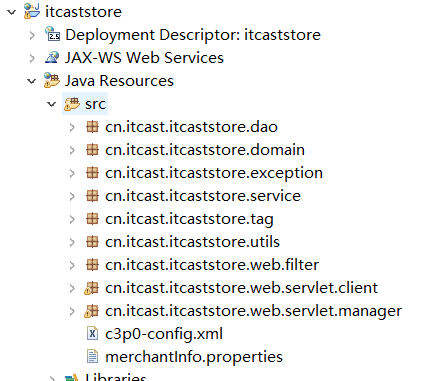 itcaststore
Deployment Descriptor: itcaststore
JAX-WS Web Services
Java Resources
src
cn.itcast.itcaststore.dao
cn.itcast.itcaststore.domain
cn.itcast.itcaststore.exception
cn.itcast.itcaststore.service
cn.itcast.itcaststore.tag
cn.itcast.itcaststore.utils
cn.itcast.itcaststore.web.filter
cn.itcast.itcaststore.web.servlet.client
cn.itcast.itcaststore.web.servlet.manager
c3p0-config.xml
merchantInfo.properties
Libraries